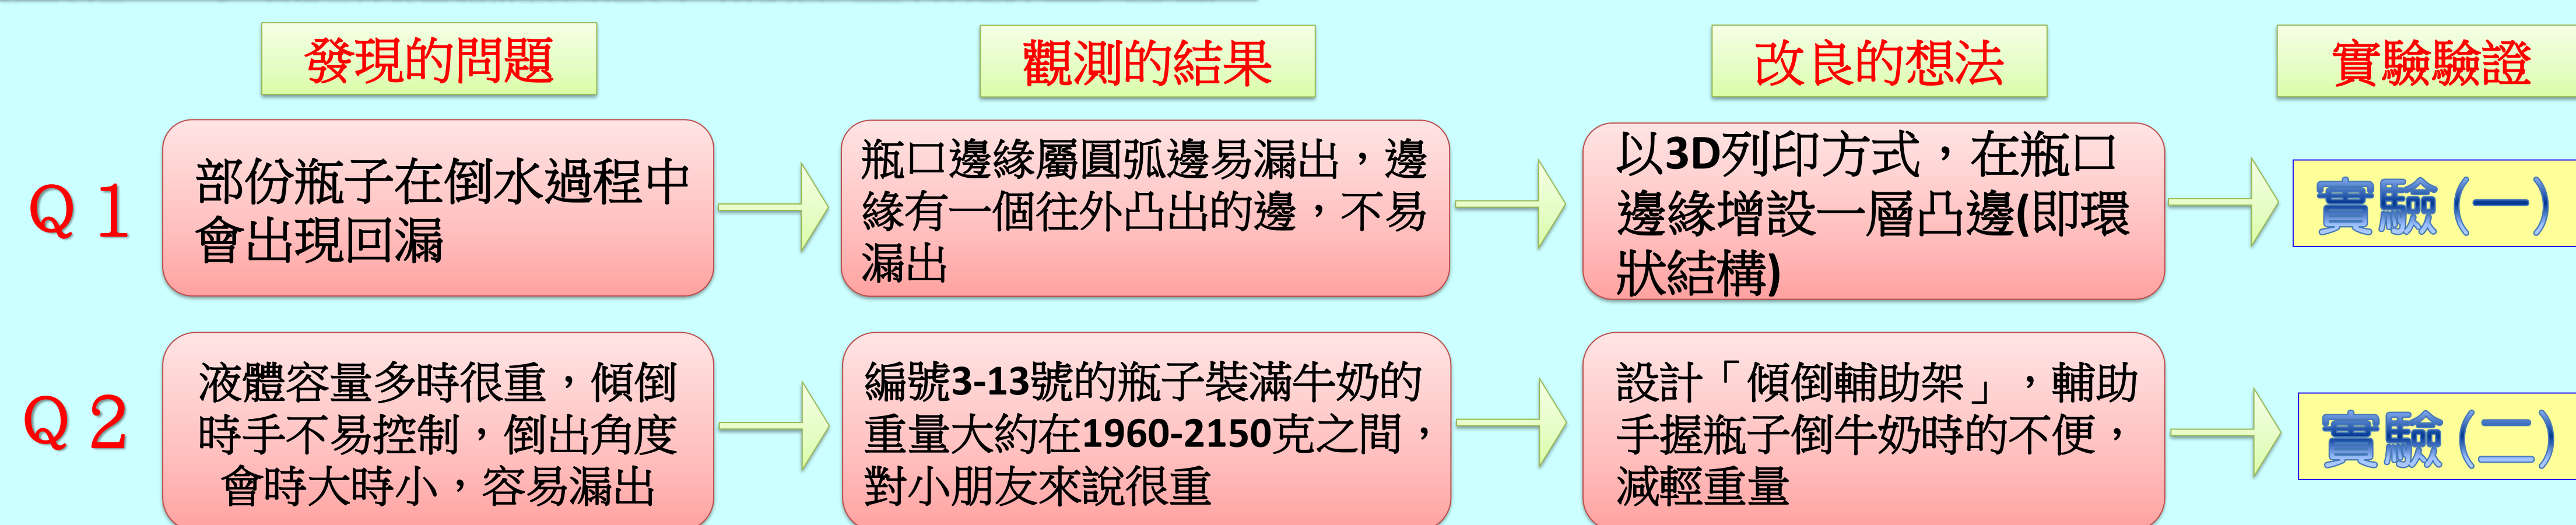 發現的問題
觀測的結果
改良的想法
實驗驗證
Q 1
部份瓶子在倒水過程中
會出現回漏
瓶口邊緣屬圓弧邊易漏出，邊
緣有一個往外凸出的邊，不易
漏出
以3D列印方式，在瓶口
邊緣增設一層凸邊(即環
狀結構)
實驗(一)
Q 2
液體容量多時很重，傾倒
時手不易控制，倒出角度
會時大時小，容易漏出
編號3-13號的瓶子裝滿牛奶的
重量大約在1960-2150克之間，
對小朋友來說很重
設計「傾倒輔助架」，輔助
手握瓶子倒牛奶時的不便，
減輕重量
實驗(二)